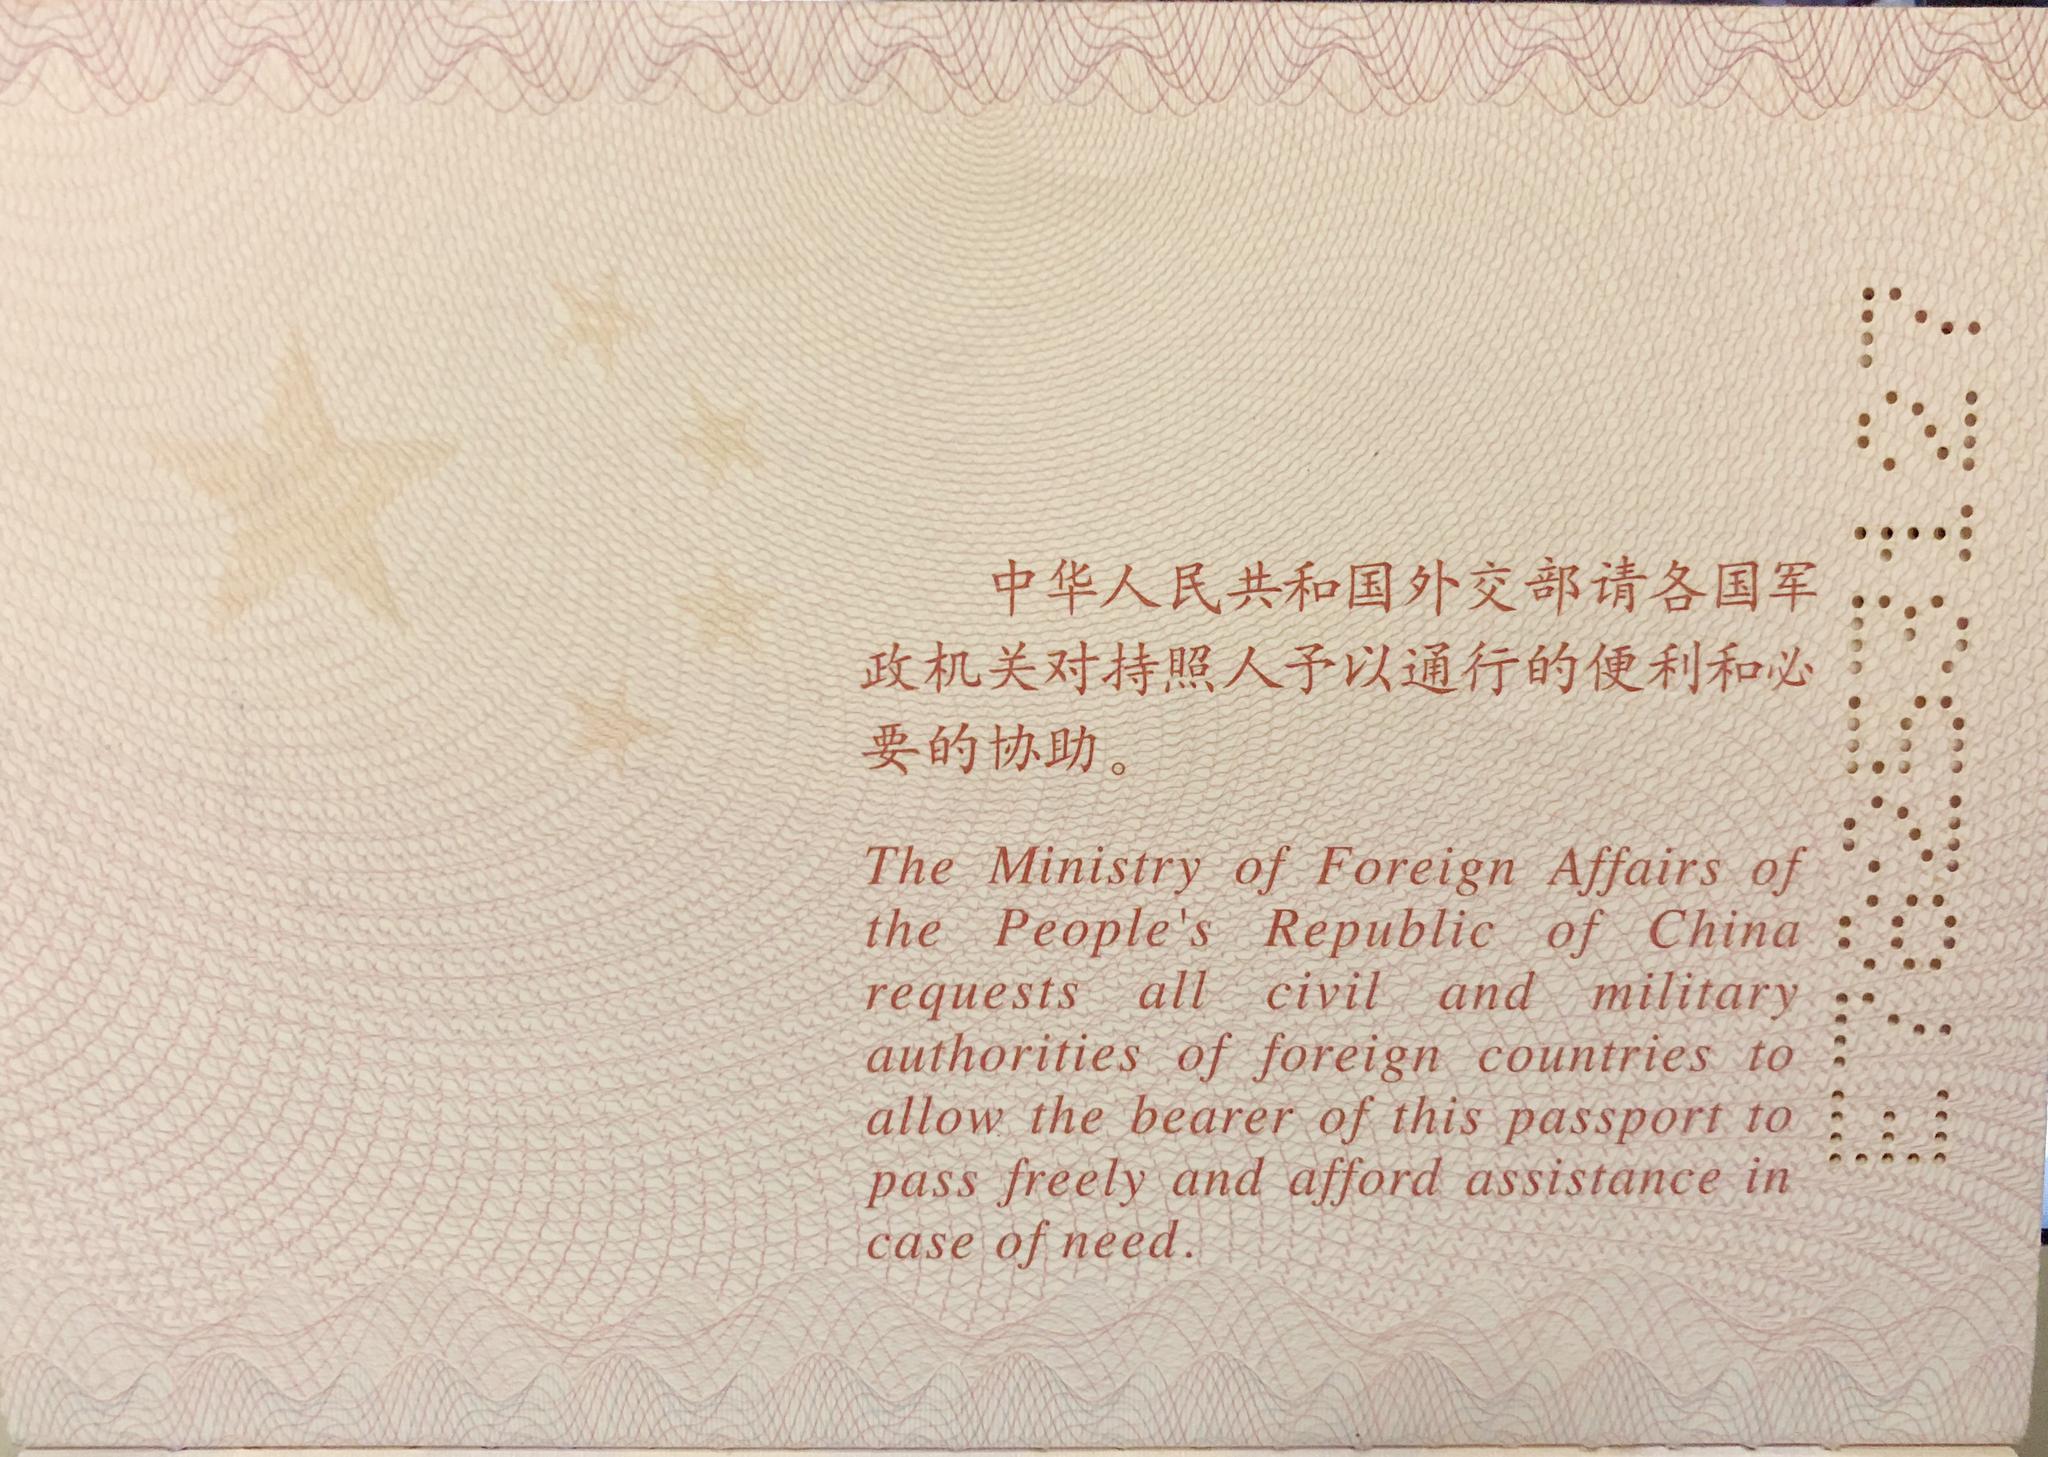 中华人民共和国外交部请各国军
政机关对持照人予以通行的便利和必
要的协助。
The Ministry of Foreign Affairs of
the People's Republic of China
requests all civil and military
authorities of foreign countries to
allow the bearer of this passport to
pass freely and afford assistance in
case of need.
E78253127